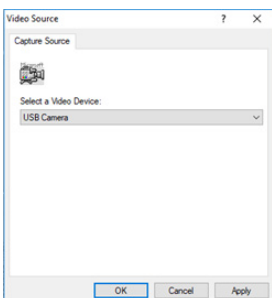 Video Source ? ×
Capture Source
Select a Video Device:
USB Camera
OK Cancel Apply